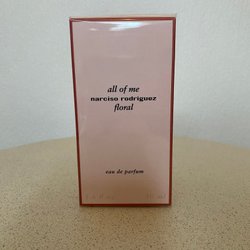 all of me
narciso rodriguez
floral
eau de parfum